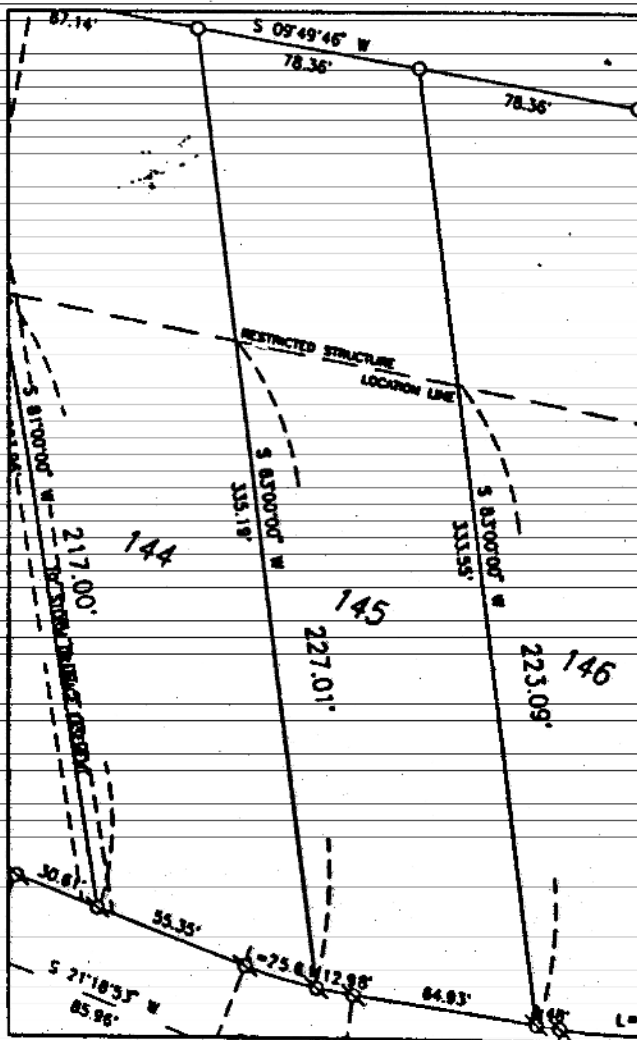 87.14'
S 09°49'46" W
78.36'
78.36'
RESTRICTED STRUCTURE
LOCATION LINE
S 81°00'00" W
217.00'
144
S 83°00'00" W
335.19'
145
227.01'
S 83°00'00" W
333.55'
146
223.09'
30.61'
55.35'
12.98'
64.93'
S 21°18'53" W
85.96'
L=